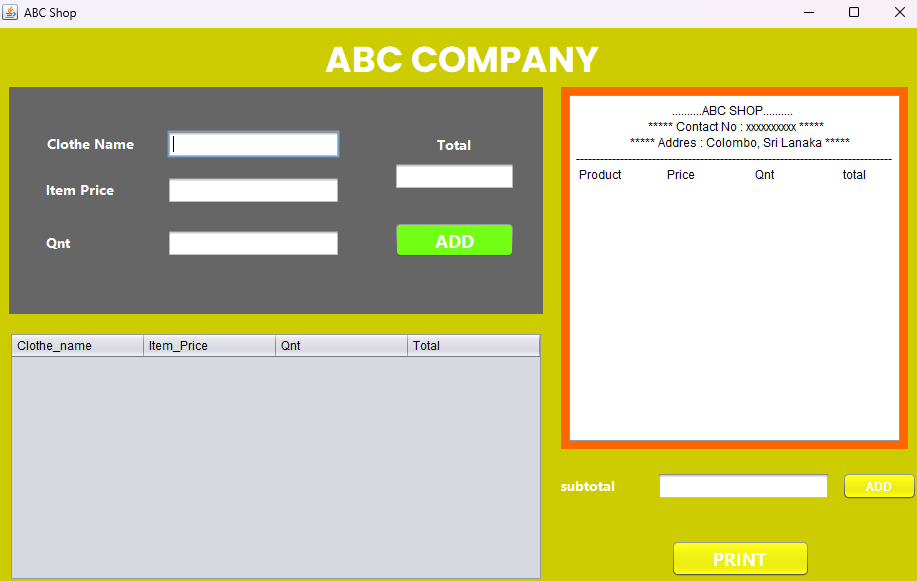 ABC Shop
ABC COMPANY
Clothe Name
Total
Item Price
Qnt
ADD
Clothe_name Item_Price Qnt Total
..........ABC SHOP..........
***** Contact No : xxxxxxxxxx *****
***** Addres : Colombo, Sri Lanaka *****
Product Price Qnt total
subtotal
ADD
PRINT